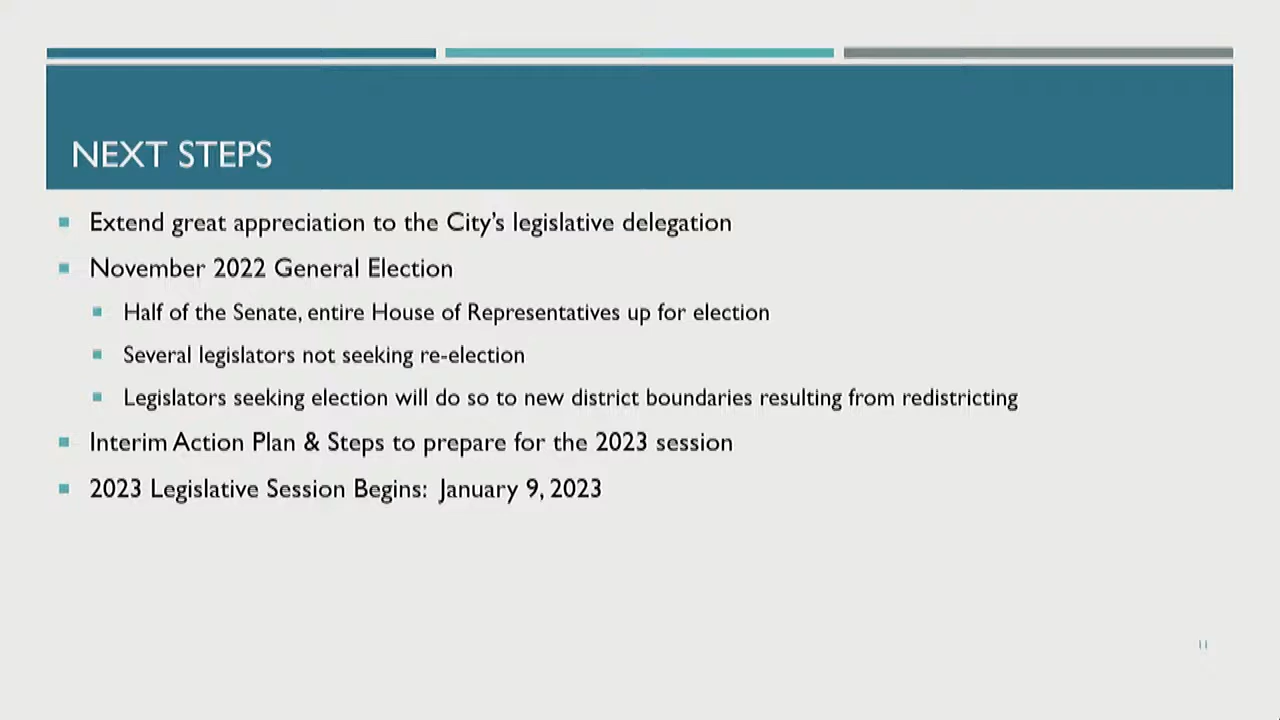 NEXT STEPS
Extend great appreciation to the City's legislative delegation
November 2022 General Election
Half of the Senate, entire House of Representatives up for election
Several legislators not seeking re-election
Legislators seeking election will do so to new district boundaries resulting from redistricting
Interim Action Plan & Steps to prepare for the 2023 session
2023 Legislative Session Begins:  January 9, 2023
11